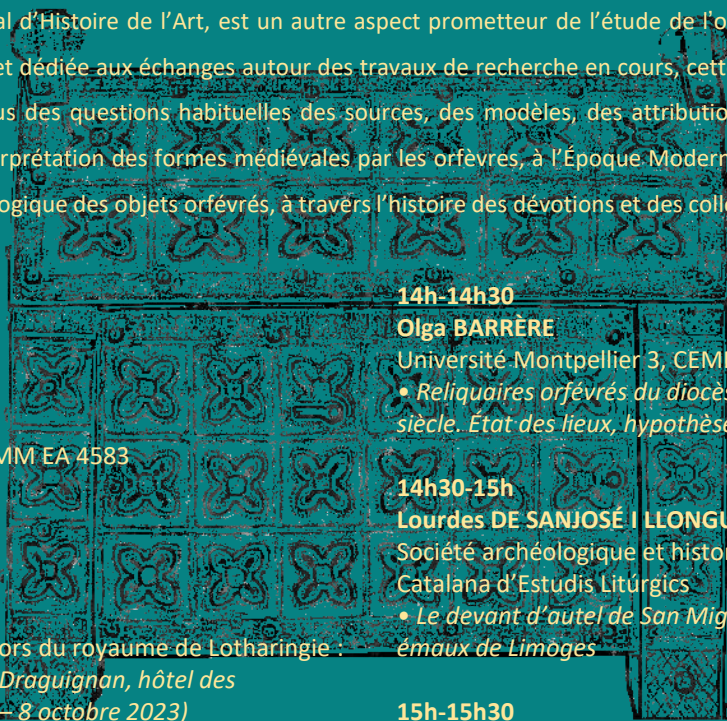 al d’Histoire de l’Art, est un autre aspect prometteur de l’étude de l’o
et dédiée aux échanges autour des travaux de recherche en cours, cett
us des questions habituelles des sources, des modèles, des attributio
rprétation des formes médiévales par les orfèvres, à l’Époque Modern
ogique des objets orfévrés, à travers l’histoire des dévotions et des colle
MM EA 4583
ors du royaume de Lotharingie :
Draguignan, hôtel des
– 8 octobre 2023)
14h-14h30
Olga BARRÈRE
Université Montpellier 3, CEM
• Reliquaires orfévrés du diocès
siècle. Etat des lieux, hypothèse
14h30-15h
Lourdes DE SANJOSÉ I LLONGU
Société archéologique et histo
Catalana d’Estudis Litúrgics
• Le devant d’autel de San Mig
émaux de Limoges
15h-15h30